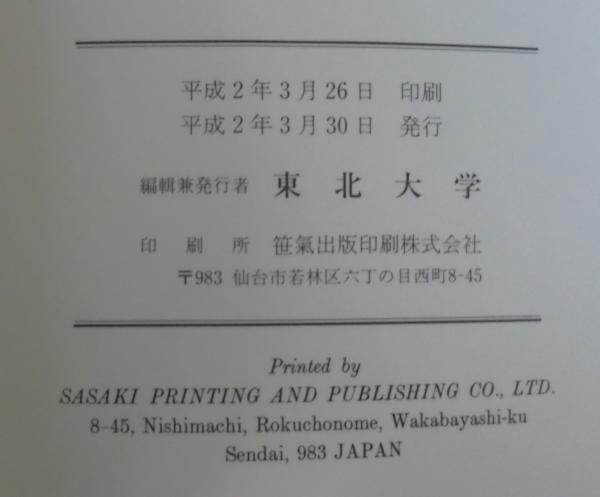 平成2年3月26日 印刷
平成2年3月30日 発行
編輯兼発行者 東北大学
印刷所 笹氣出版印刷株式会社
〒983 仙台市若林区六丁の目西町8-45
Printed by
SASAKI PRINTING AND PUBLISHING CO., LTD.
8-45, Nishimachi, Rokuchonome, Wakabayashi-ku
Sendai, 983 JAPAN